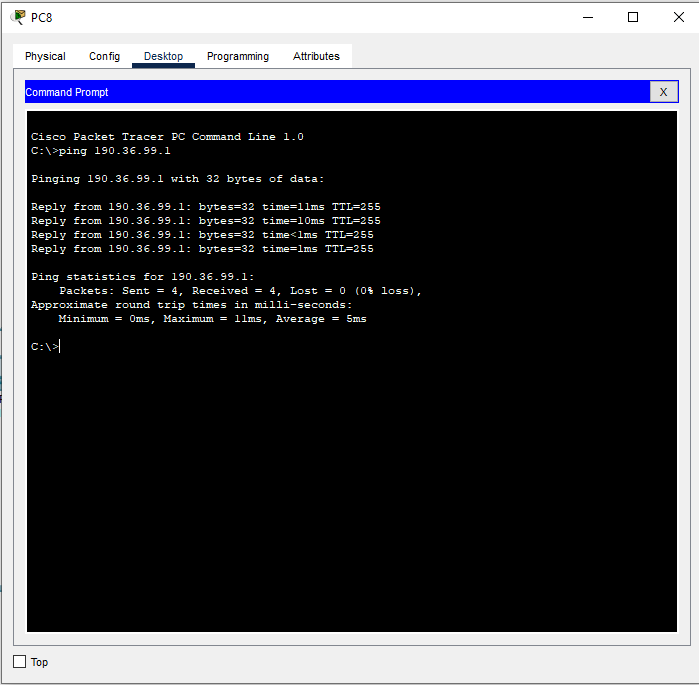 PC8
Physical Config Desktop Programming Attributes
Command Prompt X
Cisco Packet Tracer PC Command Line 1.0
C:\>ping 190.36.99.1
Pinging 190.36.99.1 with 32 bytes of data:
Reply from 190.36.99.1: bytes=32 time=11ms TTL=255
Reply from 190.36.99.1: bytes=32 time=10ms TTL=255
Reply from 190.36.99.1: bytes=32 time<1ms TTL=255
Reply from 190.36.99.1: bytes=32 time=1ms TTL=255
Ping statistics for 190.36.99.1:
Packets: Sent = 4, Received = 4, Lost = 0 (0% loss),
Approximate round trip times in milli-seconds:
Minimum = 0ms, Maximum = 11ms, Average = 5ms
C:\>
Top